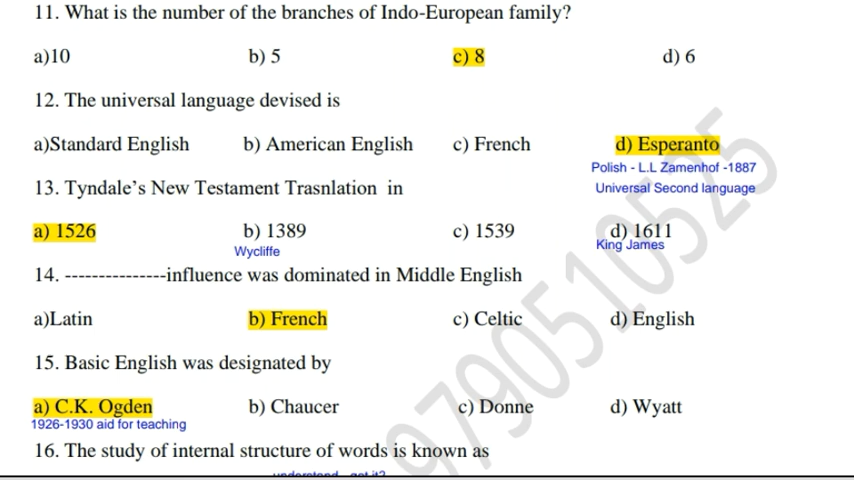 11. What is the number of the branches of Indo-European family?
a)10 b) 5 c) 8 d) 6
12. The universal language devised is
a)Standard English b) American English c) French d) Esperanto
Polish - L.L Zamenhof -1887
13. Tyndale's New Testament Trasnlation in Universal Second language
a) 1526 b) 1389 c) 1539 d) 1611
Wycliffe King James
14. ---------------influence was dominated in Middle English
a)Latin b) French c) Celtic d) English
15. Basic English was designated by
a) C.K. Ogden b) Chaucer c) Donne d) Wyatt
1926-1930 aid for teaching
16. The study of internal structure of words is known as
understand got it?
9790510525